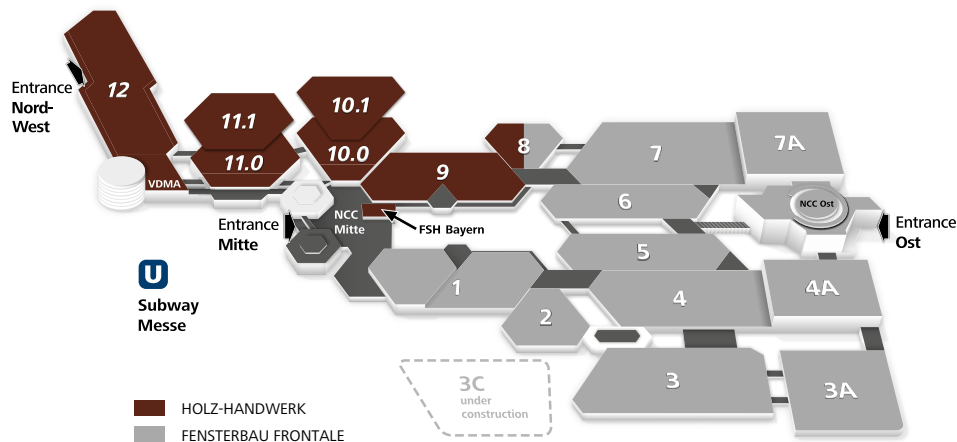 12
Entrance
Nord-
West
11.1
11.0
10.1
10.0
VDMA
9
8
7
7A
6
NCC Ost
Entrance
Ost
Entrance
Mitte
NCC
Mitte
FSH Bayern
U
Subway
Messe
5
1
4
4A
2
3
3A
3C
under
construction
HOLZ-HANDWERK
FENSTERBAU FRONTALE